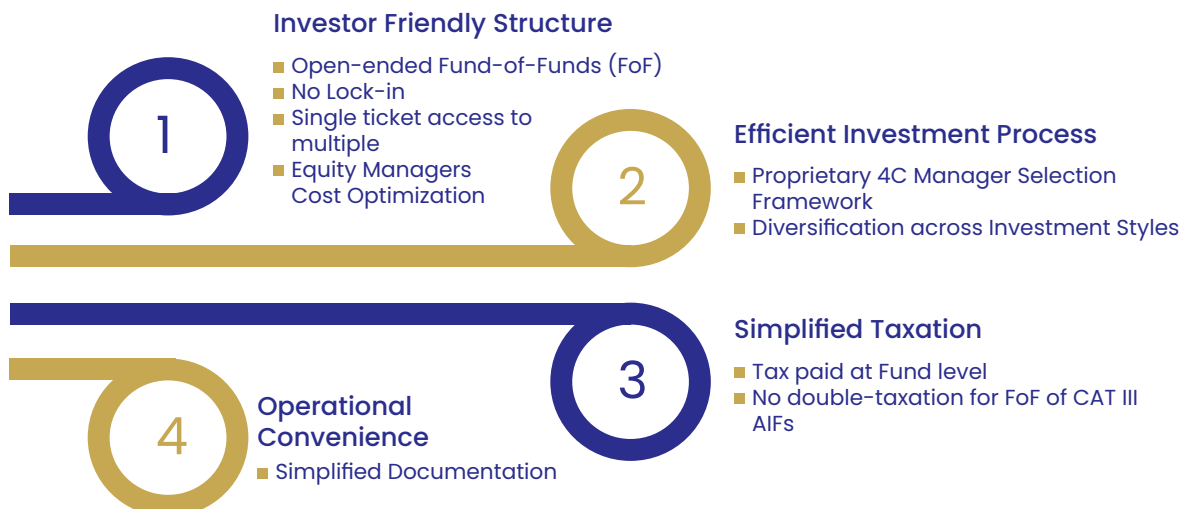 Investor Friendly Structure
Open-ended Fund-of-Funds (FoF)
No Lock-in
Single ticket access to
multiple
Equity Managers
Cost Optimization
1
2
Efficient Investment Process
Proprietary 4C Manager Selection
Framework
Diversification across Investment Styles
3
Simplified Taxation
Tax paid at Fund level
No double-taxation for FoF of CAT III
AIFs
4
Operational
Convenience
Simplified Documentation